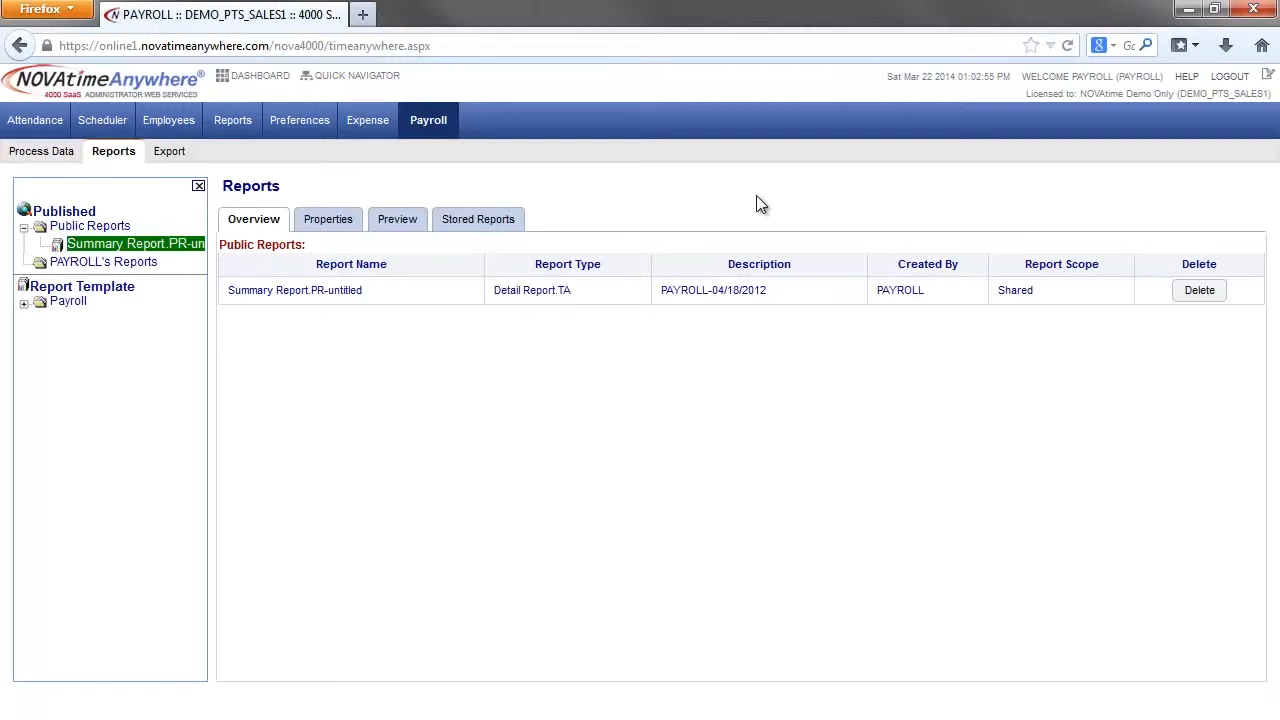 Firefox
PAYROLL :: DEMO_PTS_SALES1 :: 4000 S...
https://online1.novatimeanywhere.com/nova4000/timeanywhere.aspx
NOVAtimeAnywhere®
4000 SaaS ADMINISTRATOR WEB SERVICES
DASHBOARD
QUICK NAVIGATOR
Sat Mar 22 2014 01:02:55 PM
WELCOME PAYROLL (PAYROLL)
HELP
LOGOUT
Licensed to: NOVAtime Demo Only (DEMO_PTS_SALES1)
Attendance
Scheduler
Employees
Reports
Preferences
Expense
Payroll
Process Data
Reports
Export
Published
Public Reports
Summary Report.PR-un
PAYROLL's Reports
Report Template
Payroll
Reports
Overview
Properties
Preview
Stored Reports
Public Reports:
Report Name
Report Type
Description
Created By
Report Scope
Delete
Summary Report.PR-untitled
Detail Report.TA
PAYROLL-04/18/2012
PAYROLL
Shared
Delete